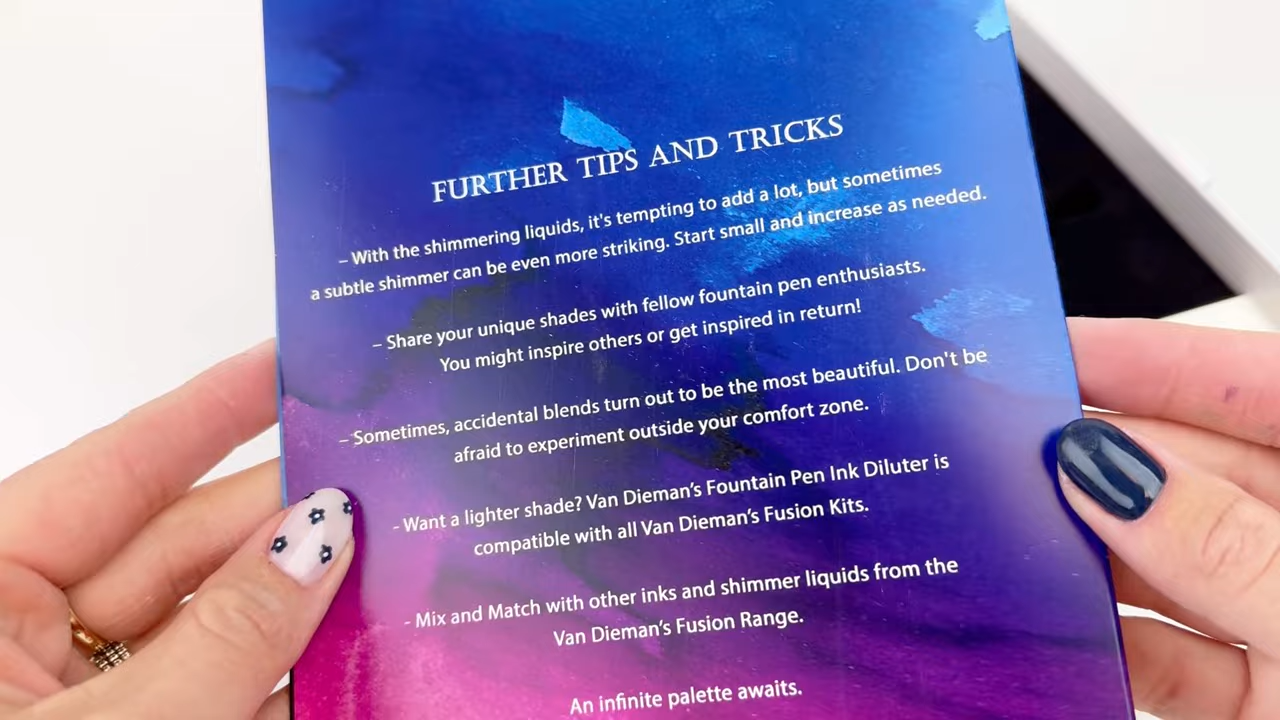 FURTHER TIPS AND TRICKS
– With the shimmering liquids, it's tempting to add a lot, but sometimes
a subtle shimmer can be even more striking. Start small and increase as needed.
– Share your unique shades with fellow fountain pen enthusiasts.
You might inspire others or get inspired in return!
– Sometimes, accidental blends turn out to be the most beautiful. Don't be
afraid to experiment outside your comfort zone.
- Want a lighter shade? Van Dieman's Fountain Pen Ink Diluter is
compatible with all Van Dieman's Fusion Kits.
- Mix and Match with other inks and shimmer liquids from the
Van Dieman's Fusion Range.
An infinite palette awaits.